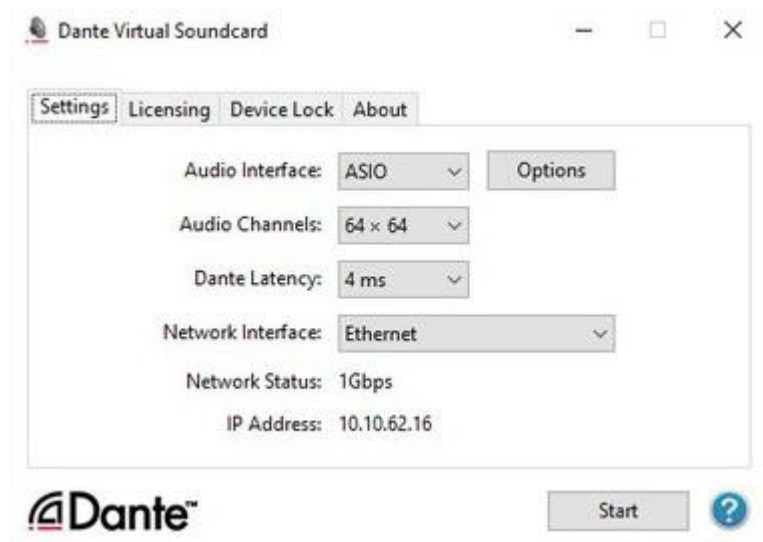 Dante Virtual Soundcard
Settings Licensing Device Lock About
Audio Interface: ASIO Options
Audio Channels: 64 × 64
Dante Latency: 4 ms
Network Interface: Ethernet
Network Status: 1Gbps
IP Address: 10.10.62.16
Dante™ Start ?